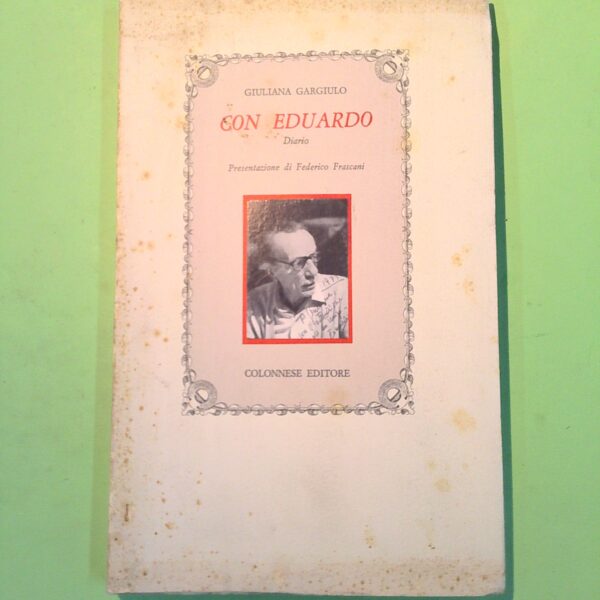 GIULIANA GARGIULO
CON EDUARDO
Diario
Presentazione di Federico Frascani
COLONNESE EDITORE